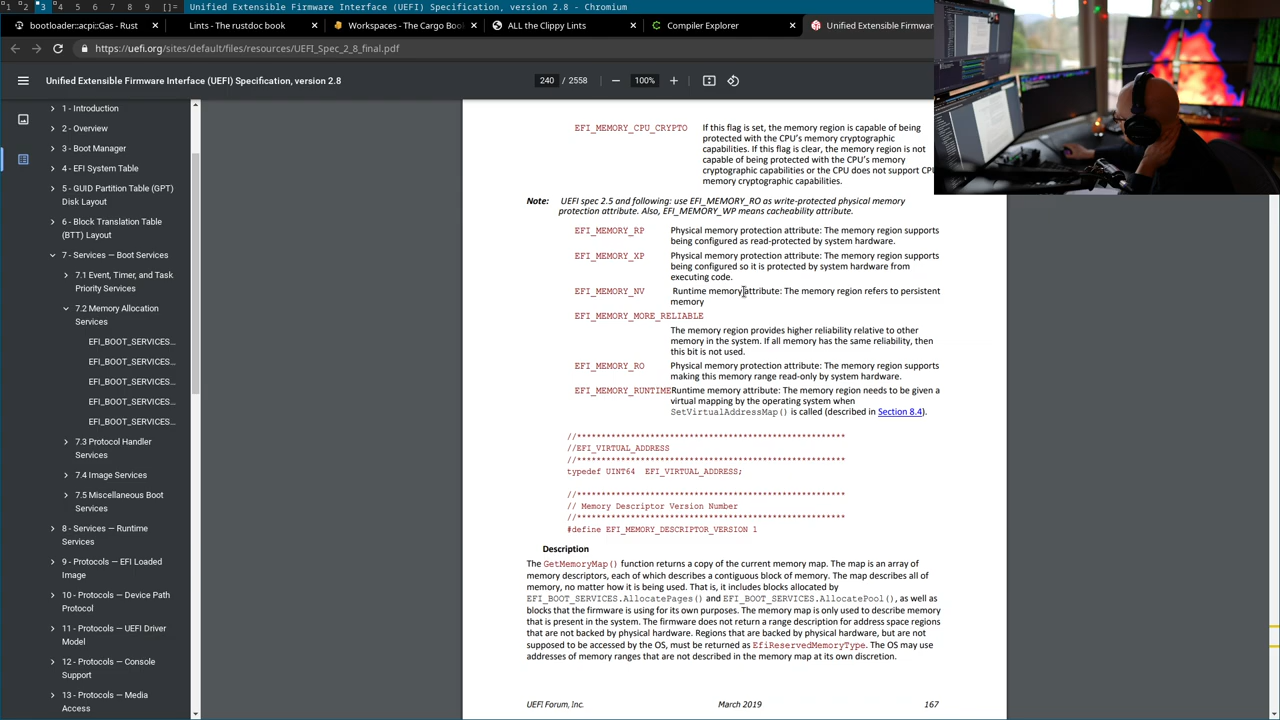 1 2 3 4 5 6 7 8 9 []= Unified Extensible Firmware Interface (UEFI) Specification, version 2.8 - Chromium
bootloader::acpi::Gas - Rust
Lints - The rustc book
Workspaces - The Cargo Boo
ALL the Clippy Lints
Compiler Explorer
Unified Extensible Firmware
https://uefi.org/sites/default/files/resources/UEFI_Spec_2_8_final.pdf
Unified Extensible Firmware Interface (UEFI) Specification, version 2.8
240 / 2558
100%
1 - Introduction
2 - Overview
3 - Boot Manager
4 - EFI System Table
5 - GUID Partition Table (GPT)
Disk Layout
6 - Block Translation Table
(BTT) Layout
7 - Services — Boot Services
7.1 Event, Timer, and Task
Priority Services
7.2 Memory Allocation
Services
EFI_BOOT_SERVICES...
EFI_BOOT_SERVICES...
EFI_BOOT_SERVICES...
EFI_BOOT_SERVICES...
EFI_BOOT_SERVICES...
7.3 Protocol Handler
Services
7.4 Image Services
7.5 Miscellaneous Boot
Services
8 - Services — Runtime
Services
9 - Protocols — EFI Loaded
Image
10 - Protocols — Device Path
Protocol
11 - Protocols — UEFI Driver
Model
12 - Protocols — Console
Support
13 - Protocols — Media
Access
EFI_MEMORY_CPU_CRYPTO If this flag is set, the memory region is capable of being
protected with the CPU's memory cryptographic
capabilities. If this flag is clear, the memory region is not
capable of being protected with the CPU's memory
cryptographic capabilities or the CPU does not support CPU
memory cryptographic capabilities.
Note: UEFI spec 2.5 and following: use EFI_MEMORY_RO as write-protected physical memory
protection attribute. Also, EFI_MEMORY_WP means cacheability attribute.
EFI_MEMORY_RP Physical memory protection attribute: The memory region supports
being configured as read-protected by system hardware.
EFI_MEMORY_XP Physical memory protection attribute: The memory region supports
being configured so it is protected by system hardware from
executing code.
EFI_MEMORY_NV Runtime memory attribute: The memory region refers to persistent
memory
EFI_MEMORY_MORE_RELIABLE
The memory region provides higher reliability relative to other
memory in the system. If all memory has the same reliability, then
this bit is not used.
EFI_MEMORY_RO Physical memory protection attribute: The memory region supports
making this memory range read-only by system hardware.
EFI_MEMORY_RUNTIME Runtime memory attribute: The memory region needs to be given a
virtual mapping by the operating system when
SetVirtualAddressMap() is called (described in Section 8.4).
//*******************************************************
//EFI_VIRTUAL_ADDRESS
//*******************************************************
typedef UINT64 EFI_VIRTUAL_ADDRESS;
//*******************************************************
// Memory Descriptor Version Number
//*******************************************************
#define EFI_MEMORY_DESCRIPTOR_VERSION 1
Description
The GetMemoryMap() function returns a copy of the current memory map. The map is an array of
memory descriptors, each of which describes a contiguous block of memory. The map describes all of
memory, no matter how it is being used. That is, it includes blocks allocated by
EFI_BOOT_SERVICES.AllocatePages() and EFI_BOOT_SERVICES.AllocatePool(), as well as
blocks that the firmware is using for its own purposes. The memory map is only used to describe memory
that is present in the system. The firmware does not return a range description for address space regions
that are not backed by physical hardware. Regions that are backed by physical hardware, but are not
supposed to be accessed by the OS, must be returned as EfiReservedMemoryType. The OS may use
addresses of memory ranges that are not described in the memory map at its own discretion.
UEFI Forum, Inc. March 2019 167